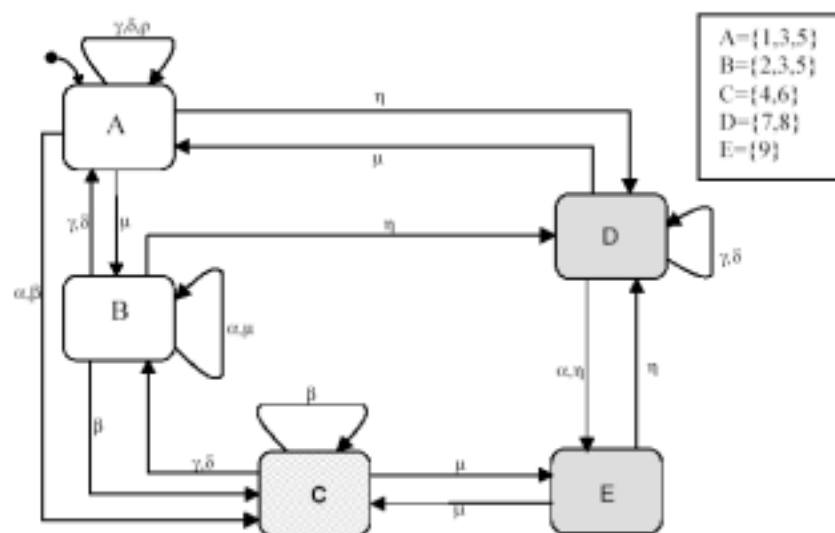 γ,δ,ρ
A={1,3,5}
B={2,3,5}
C={4,6}
D={7,8}
E={9}
η
A
μ
γ,δ
μ
η
D
γ,δ
α,β
B
α,μ
α,η
η
β
β
γ,δ
μ
C
E
μ